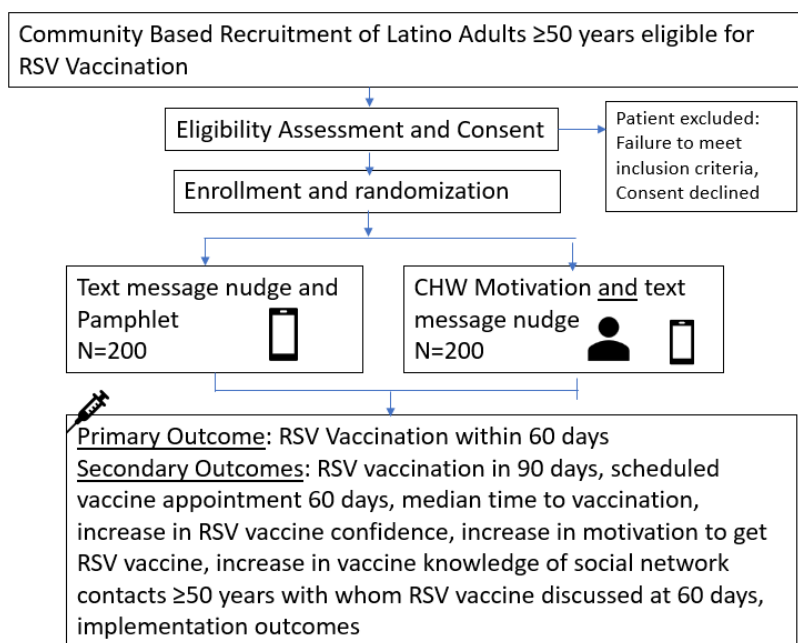 Community Based Recruitment of Latino Adults ≥50 years eligible for
RSV Vaccination
Eligibility Assessment and Consent
Patient excluded:
Failure to meet
inclusion criteria,
Consent declined
Enrollment and randomization
Text message nudge and
Pamphlet
N=200
CHW Motivation and text
message nudge
N=200
Primary Outcome: RSV Vaccination within 60 days
Secondary Outcomes: RSV vaccination in 90 days, scheduled
vaccine appointment 60 days, median time to vaccination,
increase in RSV vaccine confidence, increase in motivation to get
RSV vaccine, increase in vaccine knowledge of social network
contacts ≥50 years with whom RSV vaccine discussed at 60 days,
implementation outcomes